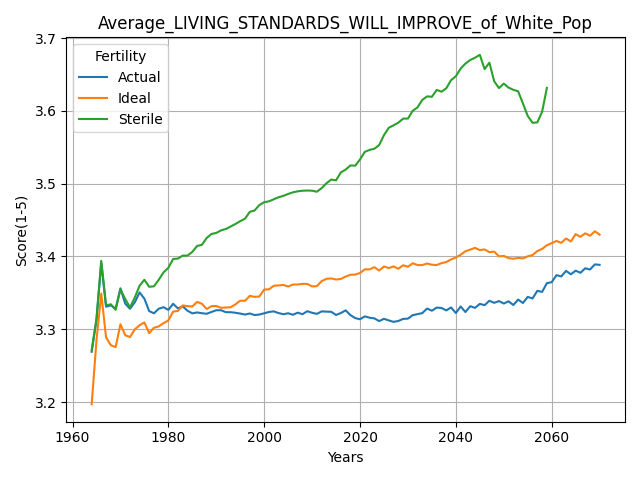 Average_LIVING_STANDARDS_WILL_IMPROVE_of_White_Pop
Fertility
Actual
Ideal
Sterile
Score(1-5)
3.7
3.6
3.5
3.4
3.3
3.2
1960 1980 2000 2020 2040 2060
Years